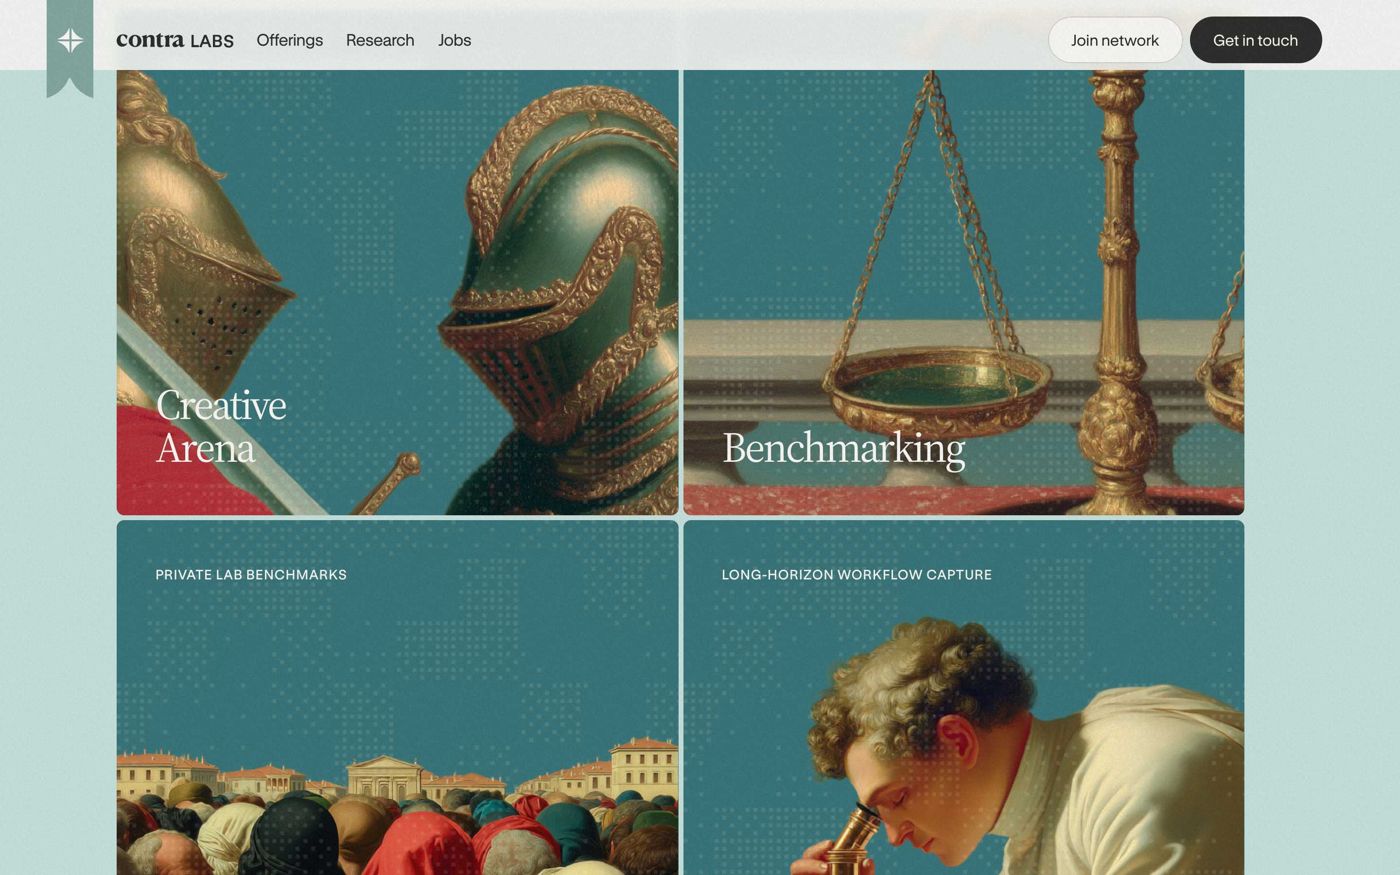 contra LABS Offerings Research Jobs Join network Get in touch
Creative
Arena
Benchmarking
PRIVATE LAB BENCHMARKS
LONG-HORIZON WORKFLOW CAPTURE